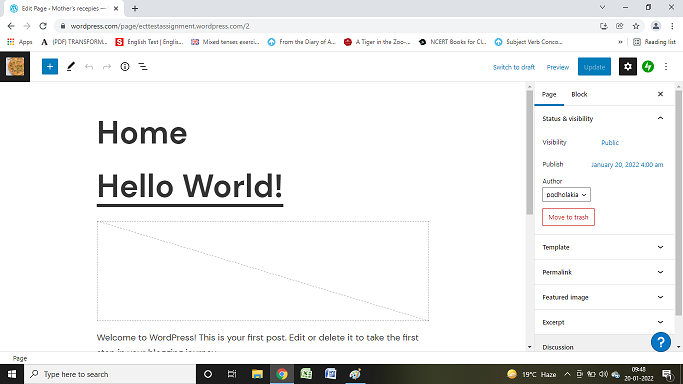 Edit Page ‹ Mother's recepies —
wordpress.com/page/ecttestassignment.wordpress.com/2
Apps
(PDF) TRANSFORM...
English Test | Englis...
Mixed tenses exerci...
From the Diary of A...
A Tiger in the Zoo-...
NCERT Books for Cl...
Subject Verb Conco...
Reading list
Switch to draft
Preview
Update
Home
Hello World!
Welcome to WordPress! This is your first post. Edit or delete it to take the first
Page
Block
Status & visibility
Visibility
Public
Publish
January 20, 2022 4:00 am
Author
podholakia
Move to trash
Template
Permalink
Featured image
Excerpt
Discussion
?
Page
Type here to search
19°C Haze
ENG
09:48
20-01-2022
1